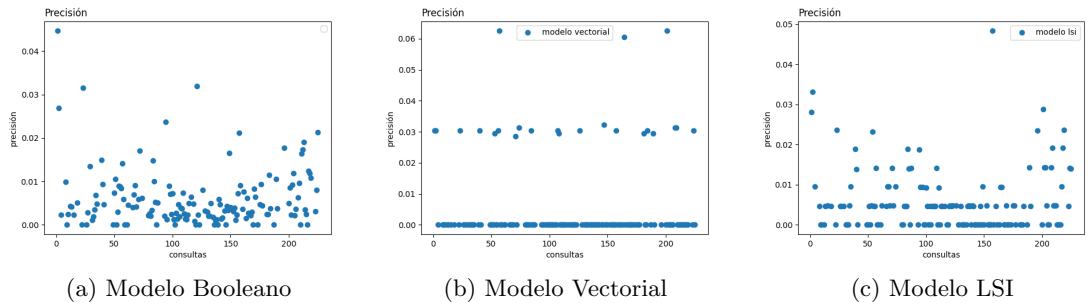 Precisión
0.04
0.03
0.02
0.01
0.00
precisión
0 50 100 150 200
consultas
(a) Modelo Booleano
Precisión
modelo vectorial
0.06
0.05
0.04
0.03
0.02
0.01
0.00
precisión
0 50 100 150 200
consultas
(b) Modelo Vectorial
Precisión
modelo lsi
0.05
0.04
0.03
0.02
0.01
0.00
precisión
0 50 100 150 200
consultas
(c) Modelo LSI